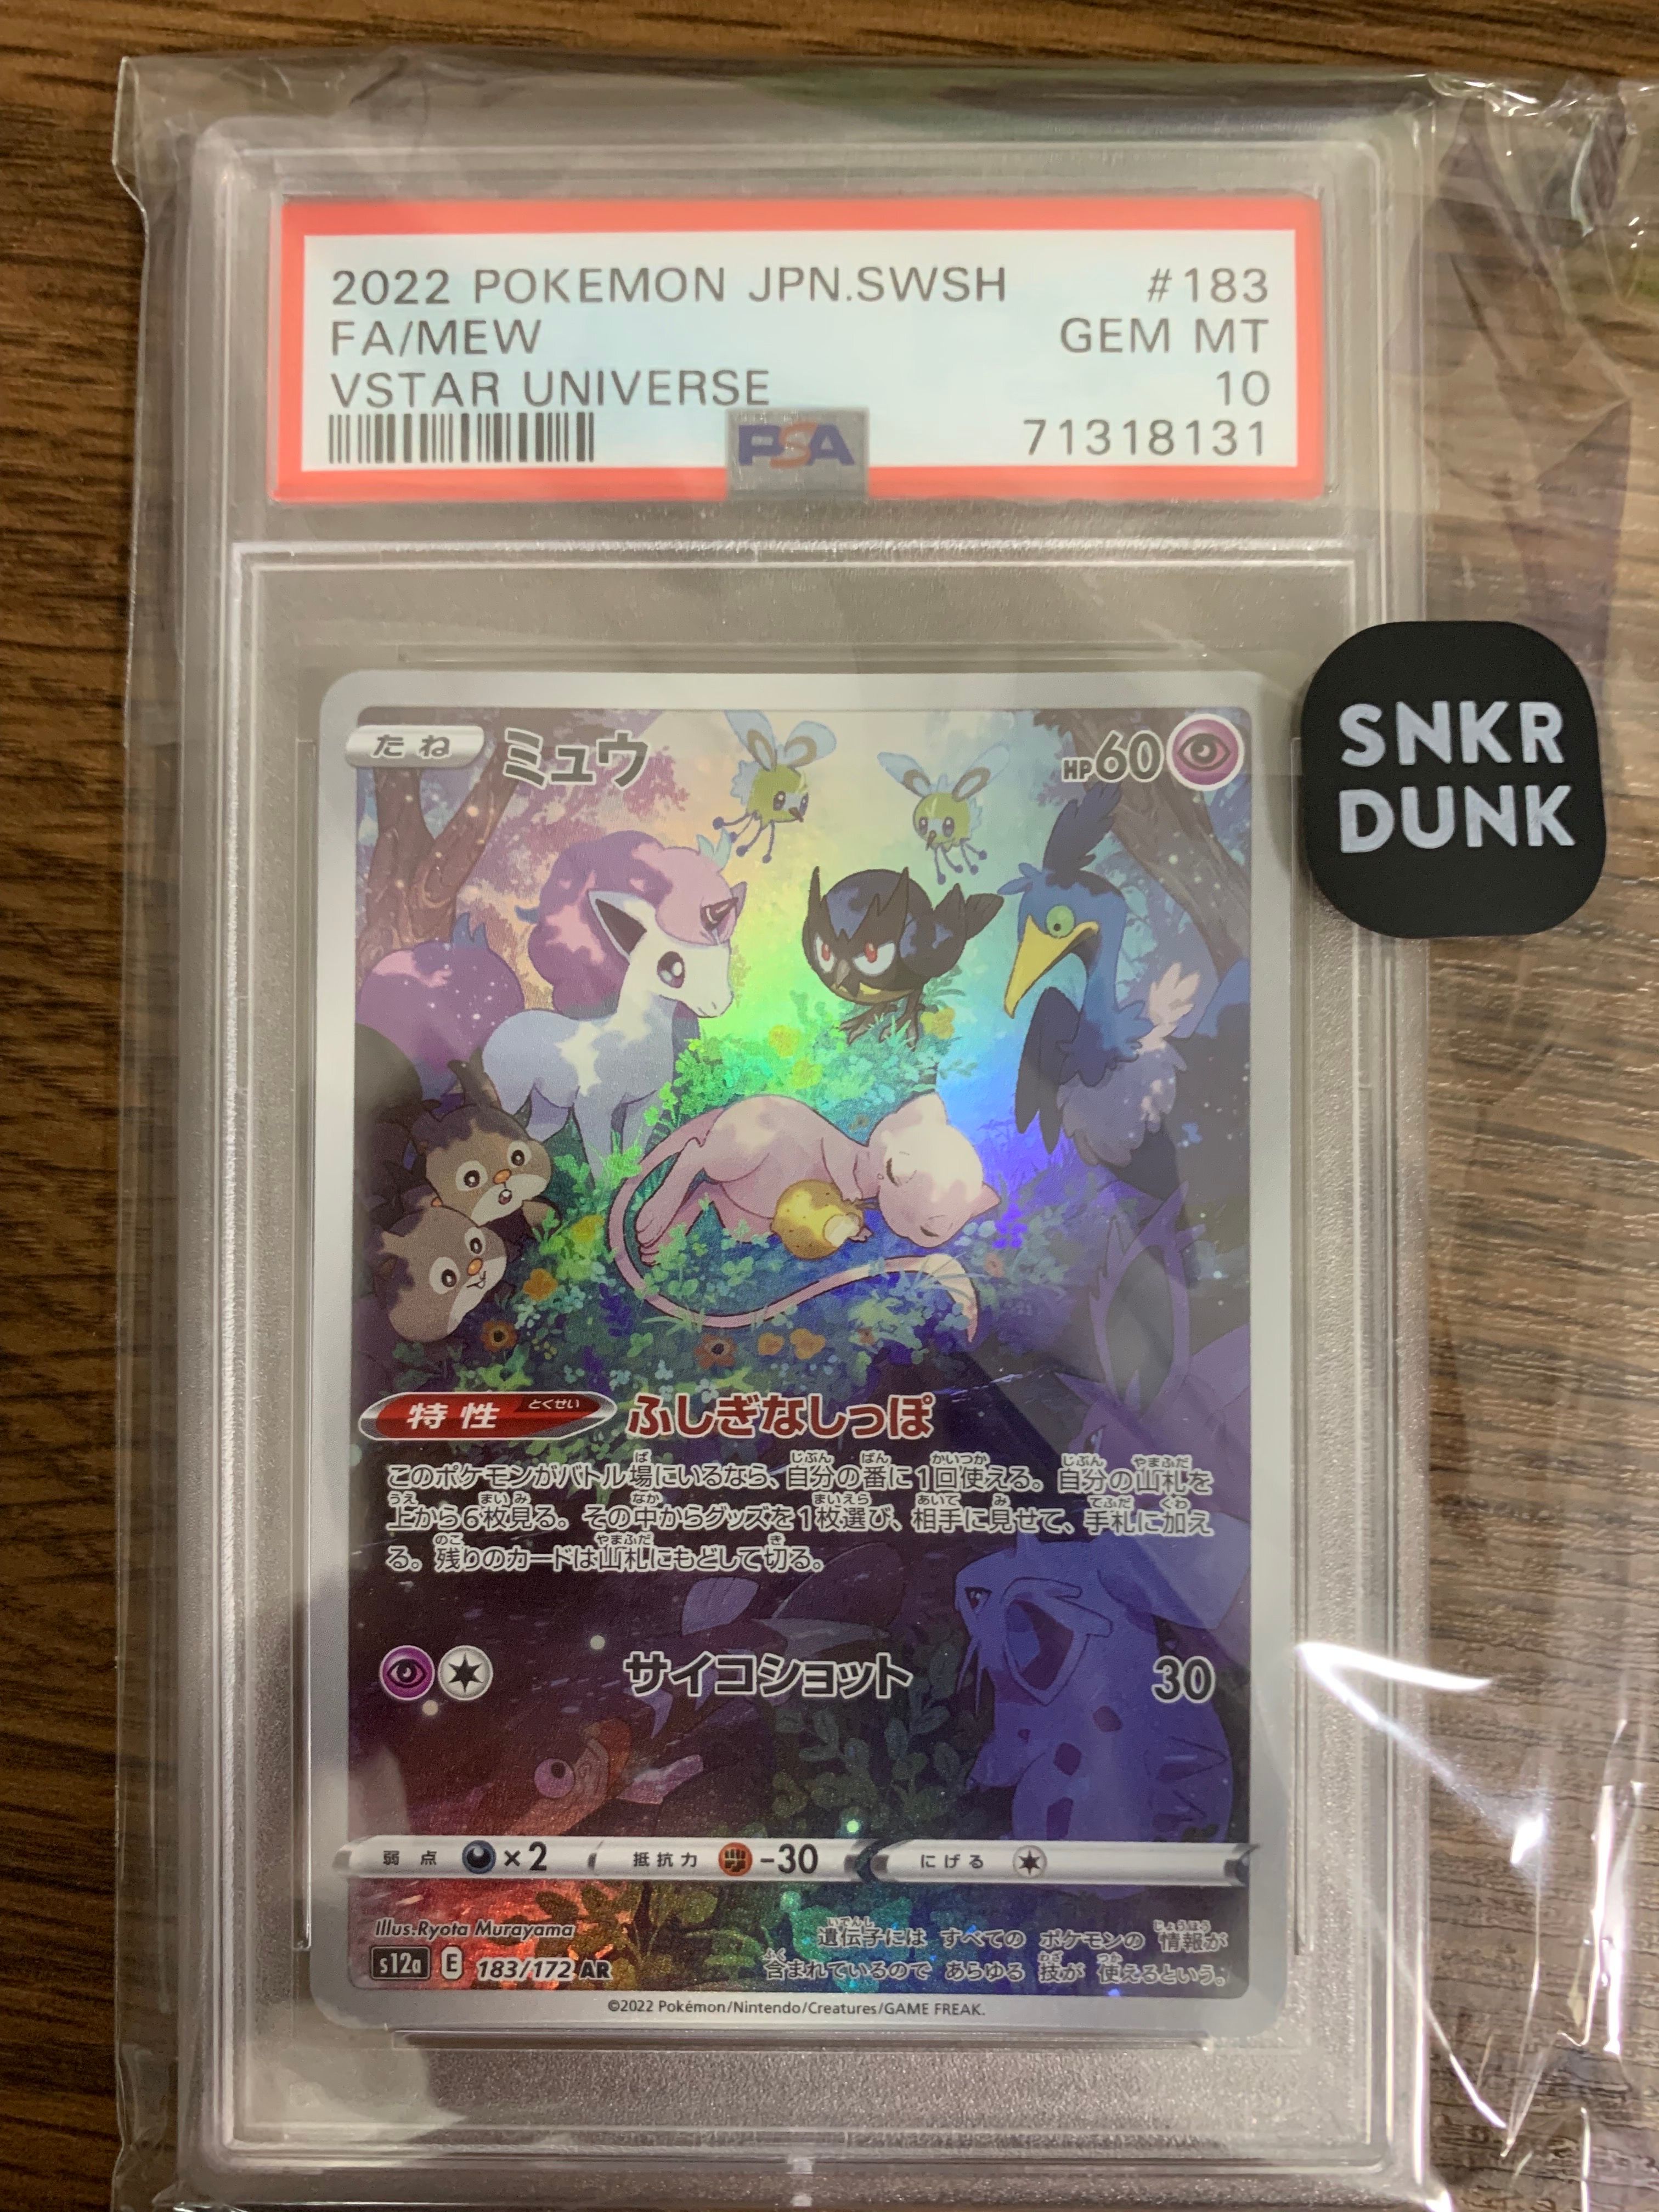 2022 POKEMON JPN.SWSH #183
FA/MEW GEM MT
VSTAR UNIVERSE 10
PSA 71318131
SNKR
DUNK
たね ミュウ HP60
特性 とくせい ふしぎなしっぽ
このポケモンがバトル場にいるなら、自分の番に1回使える。自分の山札を
上から6枚見る。その中からグッズを1枚選び、相手に見せて、手札に加え
る。残りのカードは山札にもどして切る。
サイコショット 30
弱点 ×2 抵抗力 -30 にげる
Illus.Ryota Murayama
s12a E 183/172 AR
遺伝子には すべての ポケモンの 情報が
含まれているので あらゆる 技が 使えるという。
©2022 Pokémon/Nintendo/Creatures/GAME FREAK.